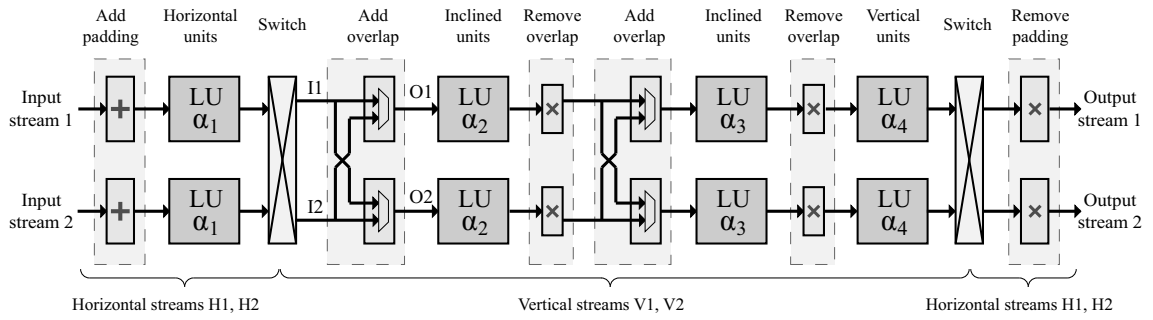 Add padding
Horizontal units
Switch
Add overlap
Inclined units
Remove overlap
Add overlap
Inclined units
Remove overlap
Vertical units
Switch
Remove padding
Input stream 1
+
LU α1
I1
O1
LU α2
×
LU α3
×
LU α4
×
Output stream 1
Input stream 2
+
LU α1
I2
O2
LU α2
×
LU α3
×
LU α4
×
Output stream 2
Horizontal streams H1, H2
Vertical streams V1, V2
Horizontal streams H1, H2